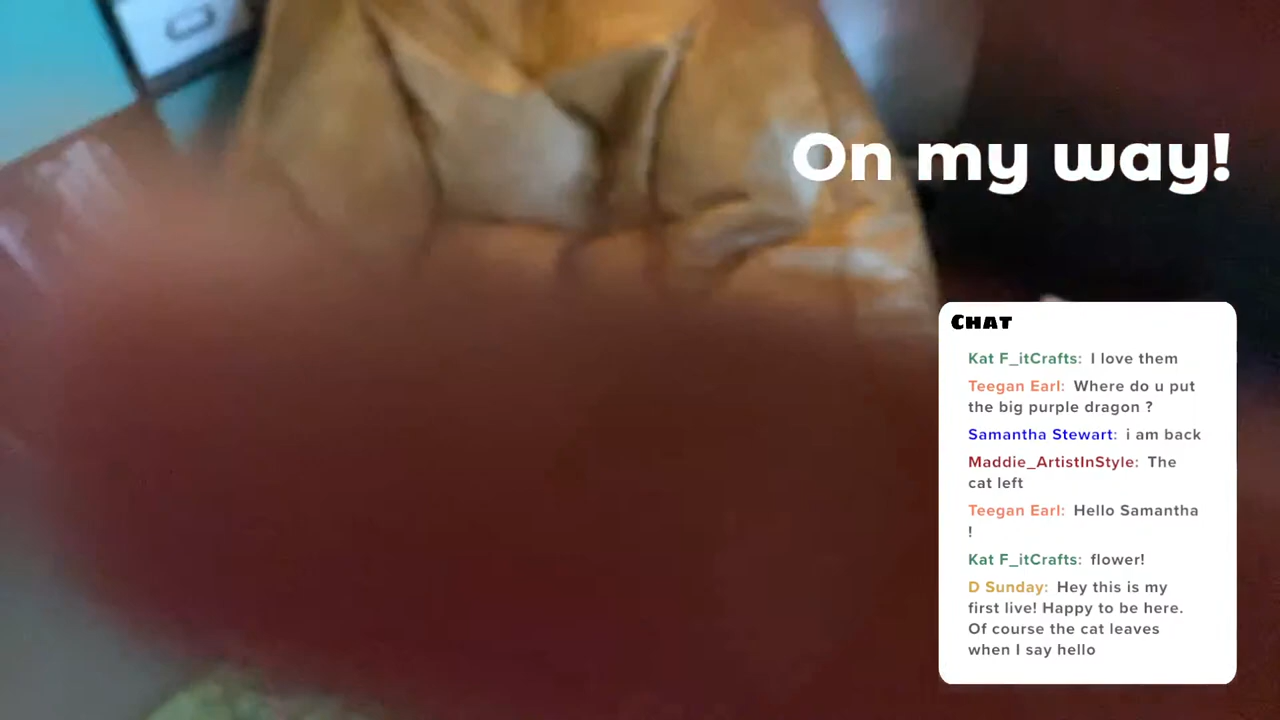 On my way!
Chat
Kat F_itCrafts: I love them
Teegan Earl: Where do u put
the big purple dragon ?
Samantha Stewart: i am back
Maddie_ArtistInStyle: The
cat left
Teegan Earl: Hello Samantha
!
Kat F_itCrafts: flower!
D Sunday: Hey this is my
first live! Happy to be here.
Of course the cat leaves
when I say hello